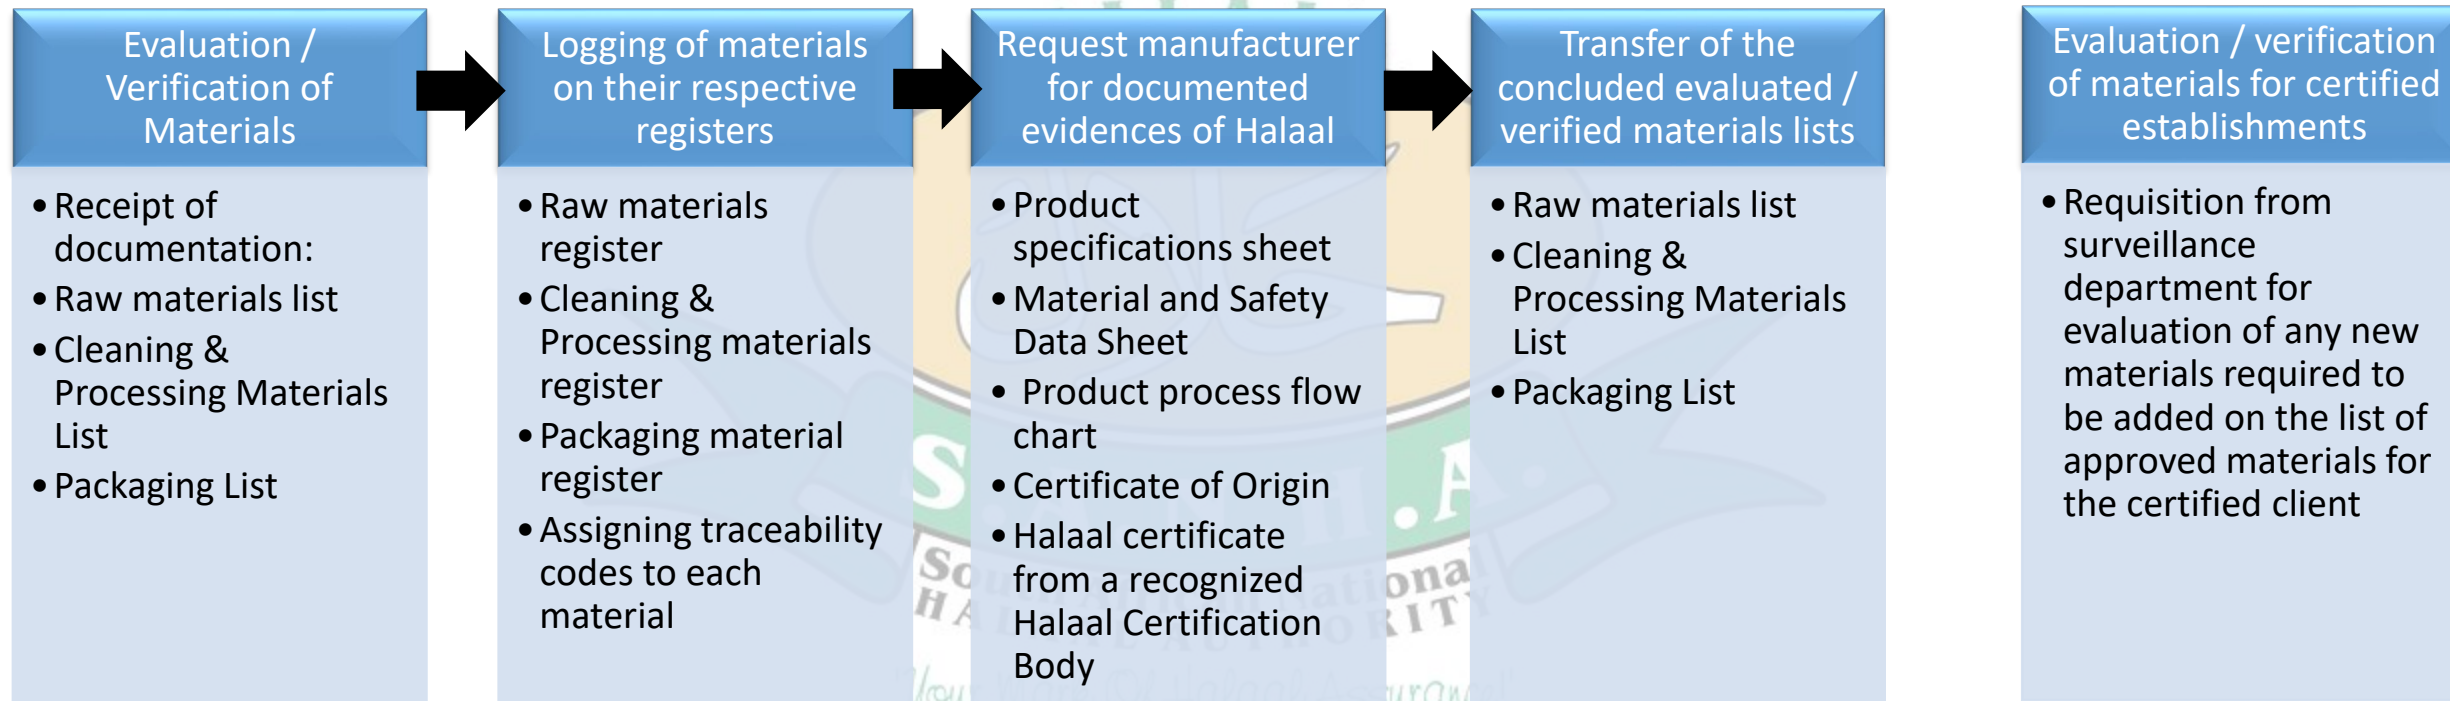 Evaluation /
Verification of
Materials
• Receipt of
documentation:
• Raw materials list
• Cleaning &
Processing Materials
List
• Packaging List
Logging of materials
on their respective
registers
• Raw materials
register
• Cleaning &
Processing materials
register
• Packaging material
register
• Assigning traceability
codes to each
material
Request manufacturer
for documented
evidences of Halaal
• Product
specifications sheet
• Material and Safety
Data Sheet
• Product process flow
chart
• Certificate of Origin
• Halaal certificate
from a recognized
Halaal Certification
Body
Transfer of the
concluded evaluated /
verified materials lists
• Raw materials list
• Cleaning &
Processing Materials
List
• Packaging List
Evaluation / verification
of materials for certified
establishments
• Requisition from
surveillance
department for
evaluation of any new
materials required to
be added on the list of
approved materials for
the certified client
S.A.N.H.A.
South African National
HALAAL AUTHORITY